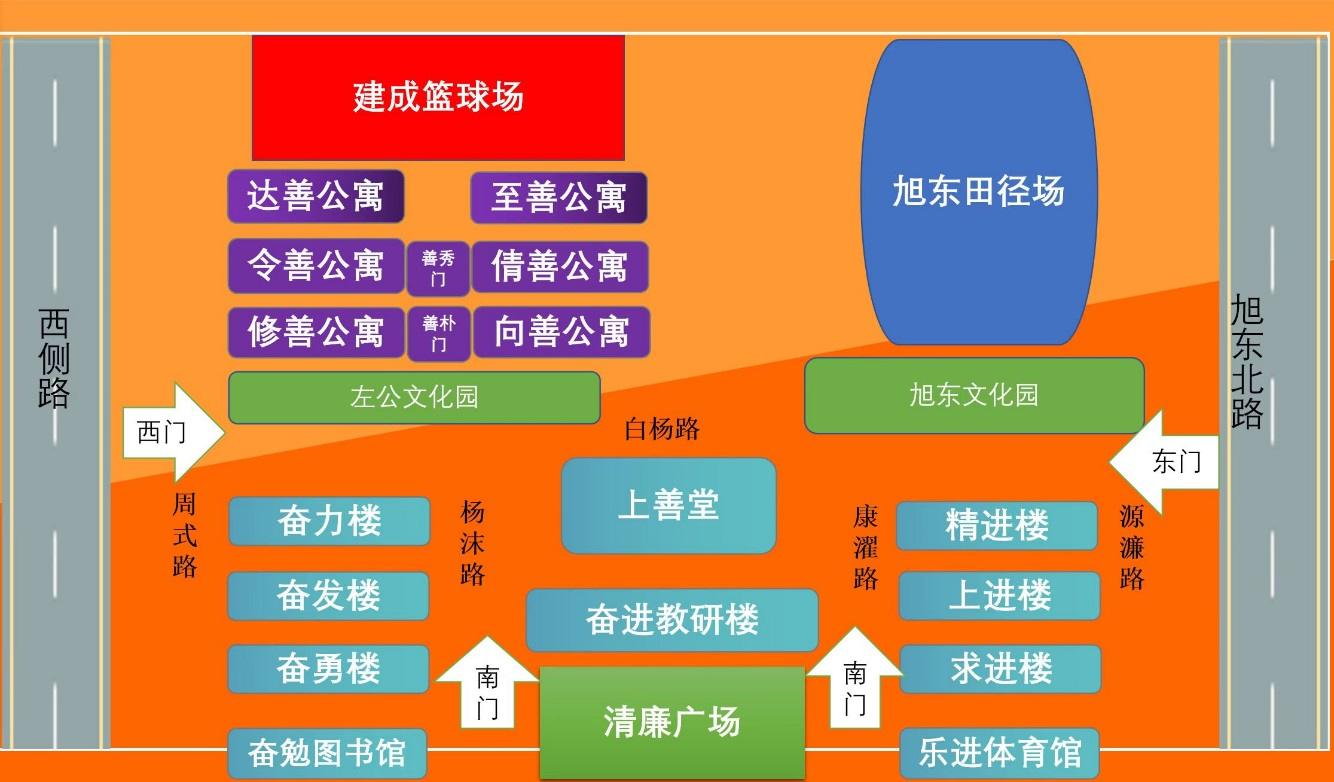 建成篮球场
旭东田径场
达善公寓
至善公寓
令善公寓
善秀
门
倩善公寓
修善公寓
善朴
门
向善公寓
西
侧
路
旭
东
北
路
左公文化园
旭东文化园
西门
白杨路
东门
周
式
路
奋力楼
杨
沫
路
上善堂
康
濯
路
精进楼
源
濂
路
奋发楼
奋进教研楼
上进楼
奋勇楼
南
门
南
门
求进楼
清廉广场
奋勉图书馆
乐进体育馆